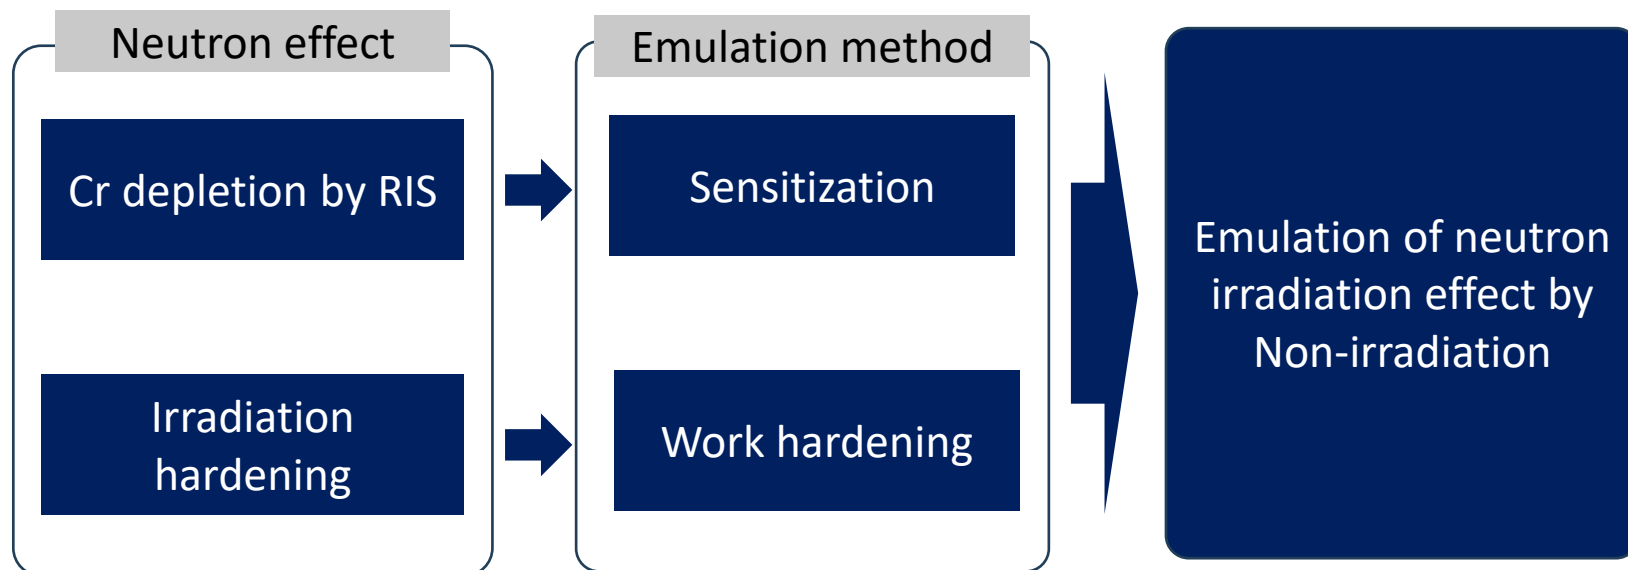 Neutron effect
Emulation method
Cr depletion by RIS
Sensitization
Irradiation
hardening
Work hardening
Emulation of neutron
irradiation effect by
Non-irradiation